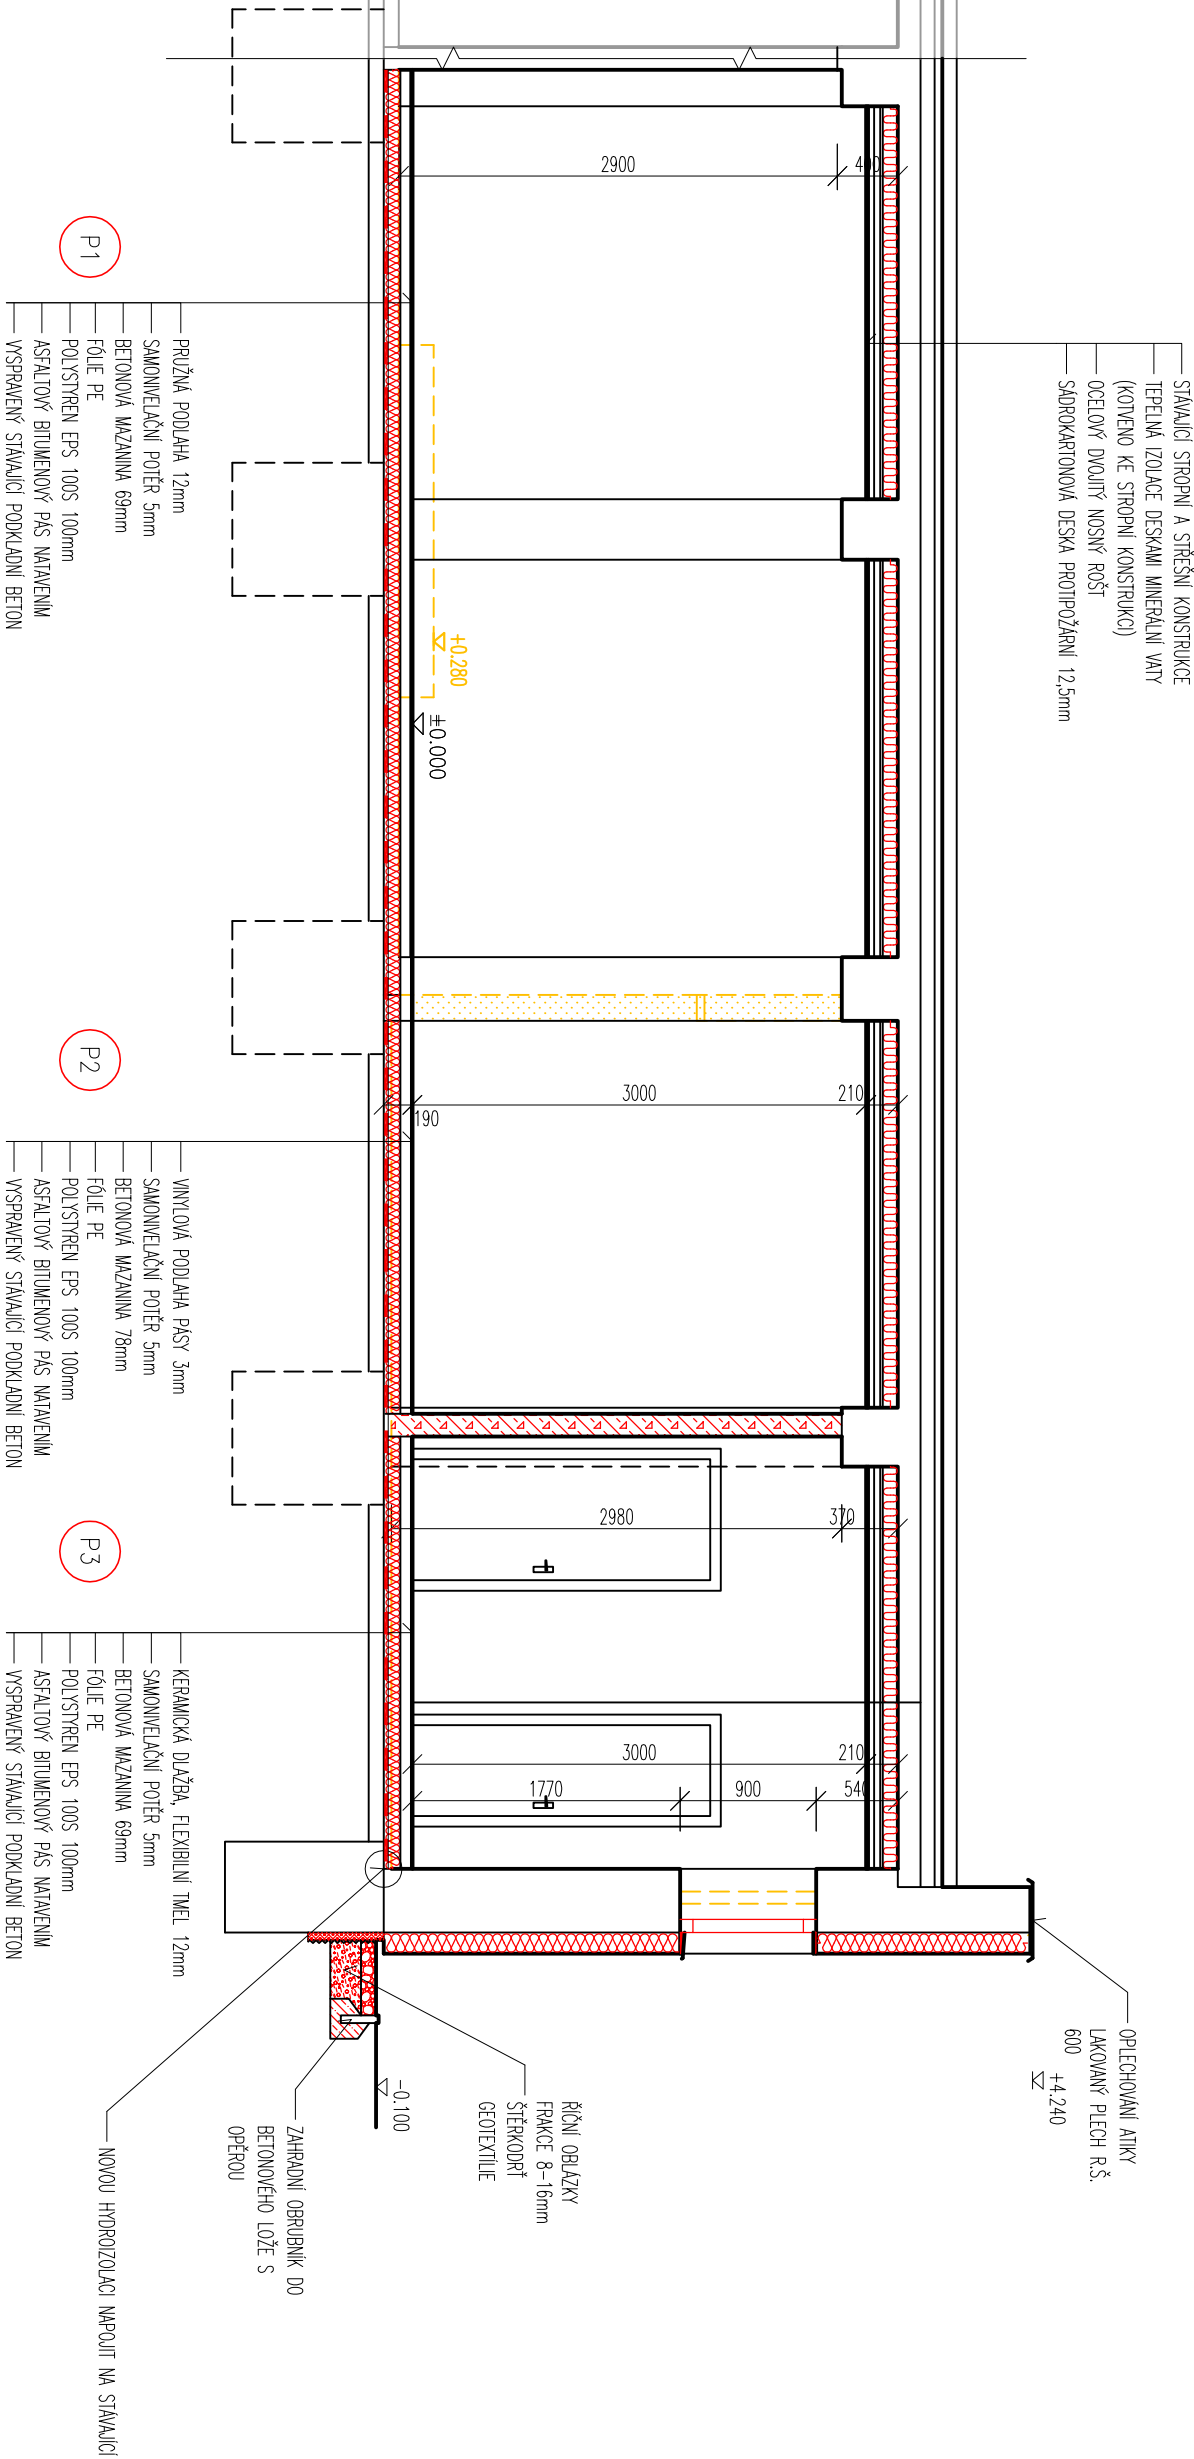 STÁVAJÍCÍ STROPNÍ A STŘEŠNÍ KONSTRUKCE
TEPELNÁ IZOLACE DESKAMI MINERÁLNÍ VATY
(KOTVENO KE STROPNÍ KONSTRUKCI)
OCELOVÝ DVOJITÝ NOSNÝ ROŠT
SÁDROKARTONOVÁ DESKA PROTIPOŽÁRNÍ 12,5mm
OPLECHOVÁNÍ ATIKY
LAKOVANÝ PLECH R.Š.
600
+4.240
400
2900
210
3000
190
370
2980
210
3000
540
900
1770
+0.280
±0.000
-0.100
ŘÍČNÍ OBLÁZKY
FRAKCE 8-16mm
ŠTĚRKODRŤ
GEOTEXTÍLIE
ZAHRADNÍ OBRUBNÍK DO
BETONOVÉHO LOŽE S
OPĚROU
NOVOU HYDROIZOLACI NAPOJIT NA STÁVAJÍCÍ
P1
PRUŽNÁ PODLAHA 12mm
SAMONIVELAČNÍ POTĚR 5mm
BETONOVÁ MAZANINA 69mm
FÓLIE PE
POLYSTYREN EPS 100S 100mm
ASFALTOVÝ BITUMENOVÝ PÁS NATAVENÍM
VYSPRAVENÝ STÁVAJÍCÍ PODKLADNÍ BETON
P2
VINYLOVÁ PODLAHA PÁSY 3mm
SAMONIVELAČNÍ POTĚR 5mm
BETONOVÁ MAZANINA 78mm
FÓLIE PE
POLYSTYREN EPS 100S 100mm
ASFALTOVÝ BITUMENOVÝ PÁS NATAVENÍM
VYSPRAVENÝ STÁVAJÍCÍ PODKLADNÍ BETON
P3
KERAMICKÁ DLAŽBA, FLEXIBILNÍ TMEL 12mm
SAMONIVELAČNÍ POTĚR 5mm
BETONOVÁ MAZANINA 69mm
FÓLIE PE
POLYSTYREN EPS 100S 100mm
ASFALTOVÝ BITUMENOVÝ PÁS NATAVENÍM
VYSPRAVENÝ STÁVAJÍCÍ PODKLADNÍ BETON